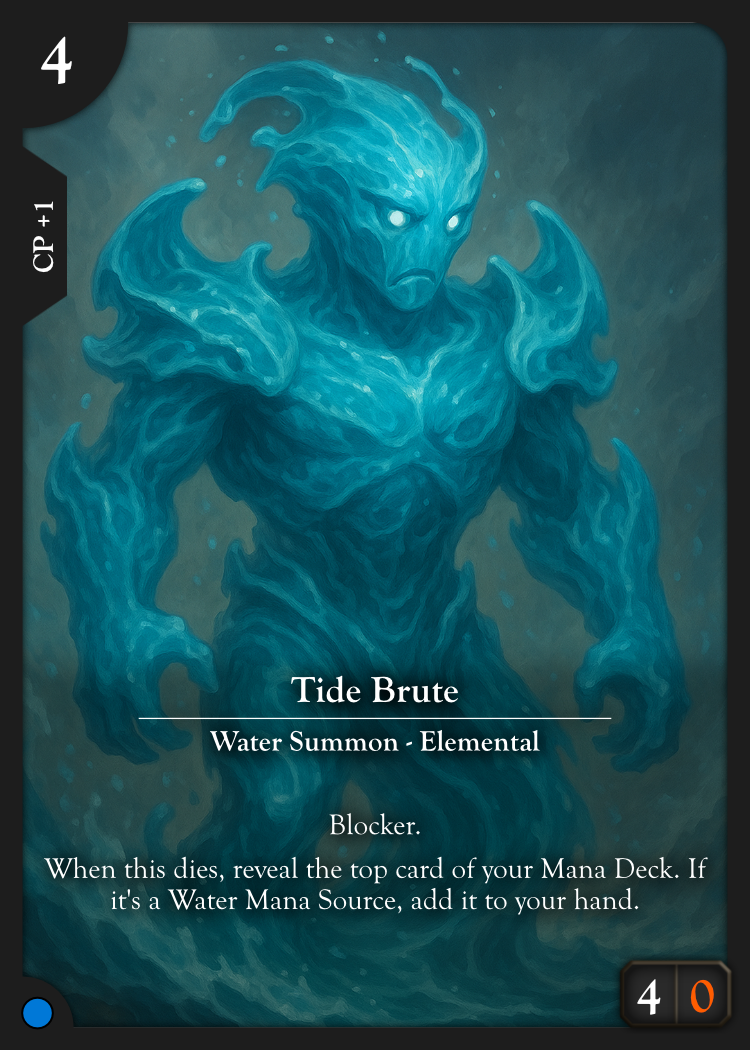 4
CP +1
Tide Brute
Water Summon - Elemental
Blocker.
When this dies, reveal the top card of your Mana Deck. If
it's a Water Mana Source, add it to your hand.
4 0